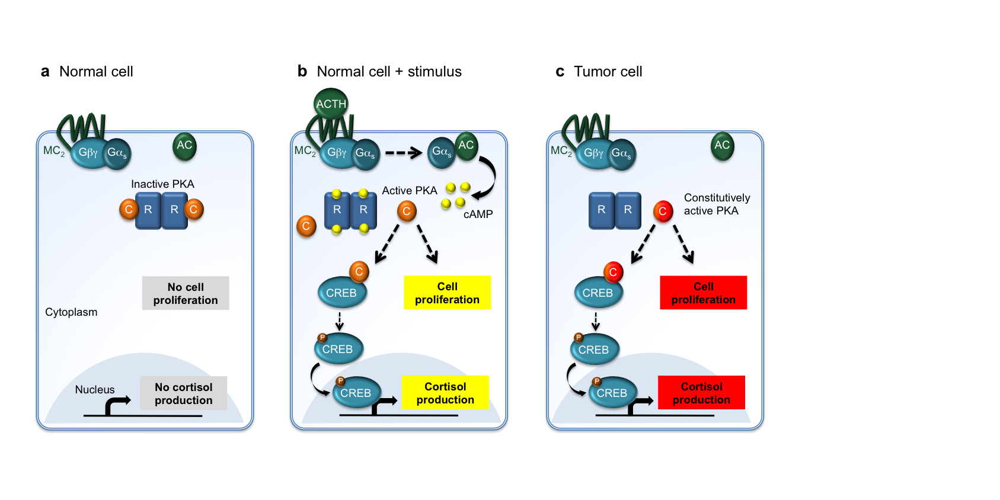 a Normal cell
MC2
Gβγ
Gαs
AC
Inactive PKA
C
R
R
C
No cell
proliferation
Cytoplasm
Nucleus
No cortisol
production
b Normal cell + stimulus
ACTH
MC2
Gβγ
Gαs
Gαs
AC
Active PKA
cAMP
R
R
C
C
C
CREB
Cell
proliferation
P
CREB
P
CREB
Cortisol
production
c Tumor cell
MC2
Gβγ
Gαs
AC
R
R
C
Constitutively
active PKA
C
CREB
Cell
proliferation
P
CREB
P
CREB
Cortisol
production